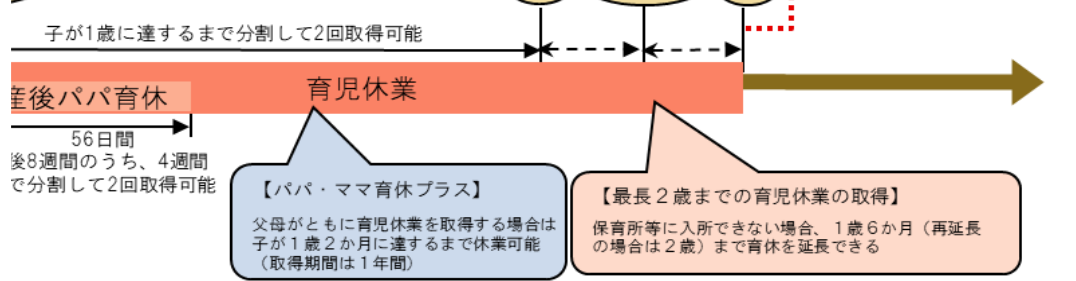 子が1歳に達するまで分割して2回取得可能
産後パパ育休
育児休業
56日間
後8週間のうち、4週間
で分割して2回取得可能
【パパ・ママ育休プラス】
父母がともに育児休業を取得する場合は
子が１歳２か月に達するまで休業可能
（取得期間は１年間）
【最長２歳までの育児休業の取得】
保育所等に入所できない場合、１歳６か月（再延長
の場合は２歳）まで育休を延長できる